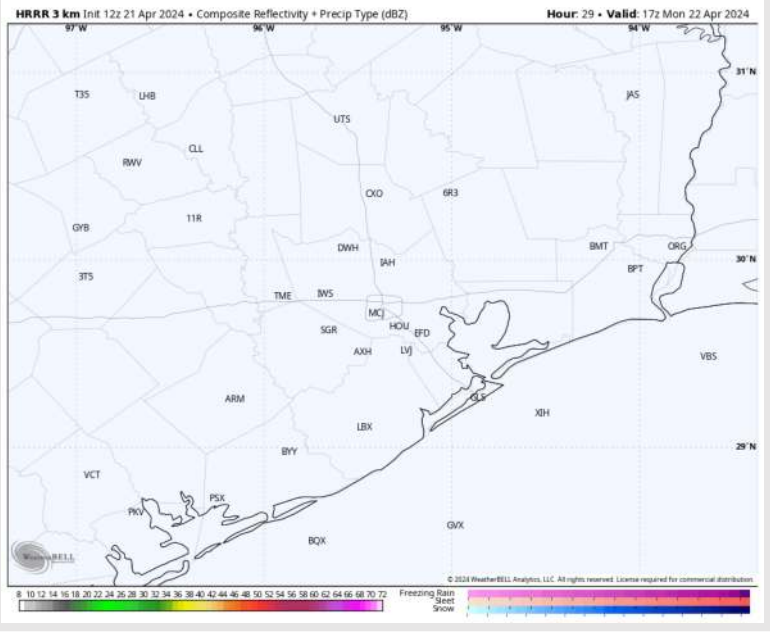 HRRR 3 km Init 12z 21 Apr 2024 • Composite Reflectivity + Precip Type (dBZ) Hour: 29 • Valid: 17z Mon 22 Apr 2024
97°W 96°W 95°W 94°W
31°N
T35 LHB JAS
UTS
CLL
RWV
CXO 6R3
11R
GYB
DWH BMT ORG
IAH 30°N
3T5 BPT
TME IWS
MCJ
SGR HOU EFD
AXH LVJ
VBS
ARM GLS
XIH
LBX
BYY 29°N
VCT
PSX
PKV
GVX
BQX
WeatherBELL
© 2024 WeatherBELL Analytics, LLC. All rights reserved. License required for commercial distribution.
8 10 12 14 16 18 20 22 24 26 28 30 32 34 36 38 40 42 44 46 48 50 52 54 56 58 60 62 64 66 68 70 72
Freezing Rain
Sleet
Snow